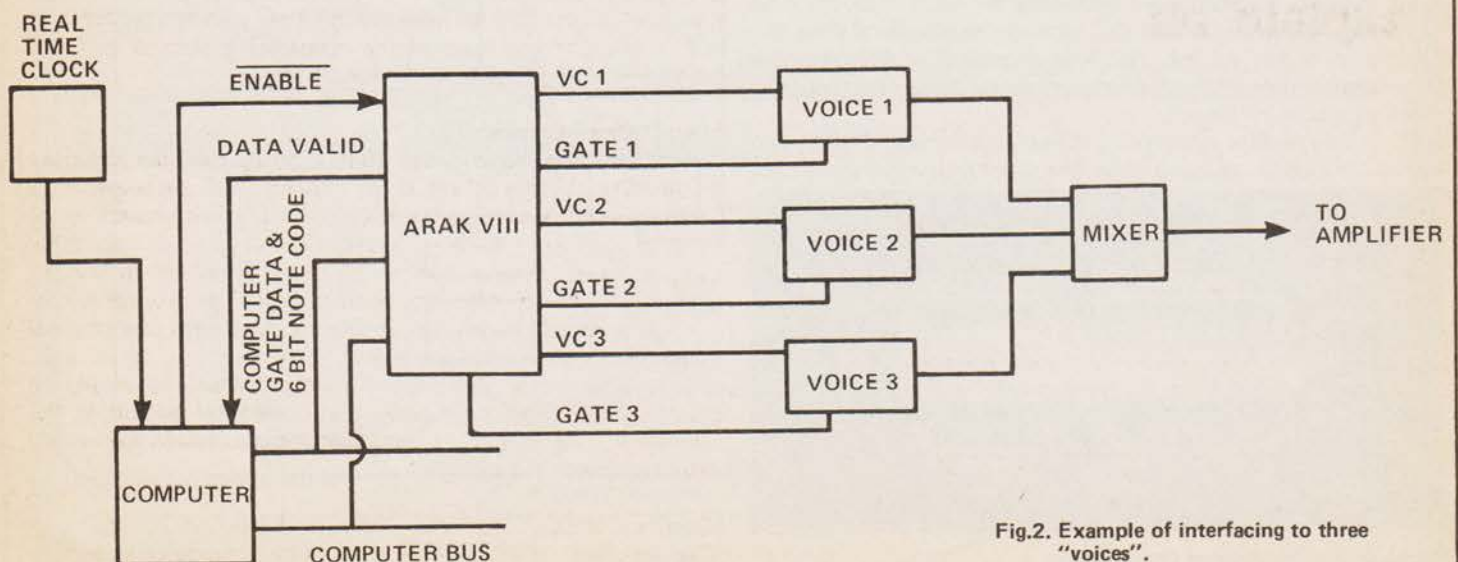 REAL
TIME
CLOCK
ENABLE
DATA VALID
COMPUTER
GATE DATA &
6 BIT NOTE CODE
ARAK VIII
VC 1
GATE 1
VC 2
GATE 2
VC 3
GATE 3
VOICE 1
VOICE 2
VOICE 3
MIXER
TO
AMPLIFIER
COMPUTER
COMPUTER BUS
Fig.2. Example of interfacing to three
"voices".